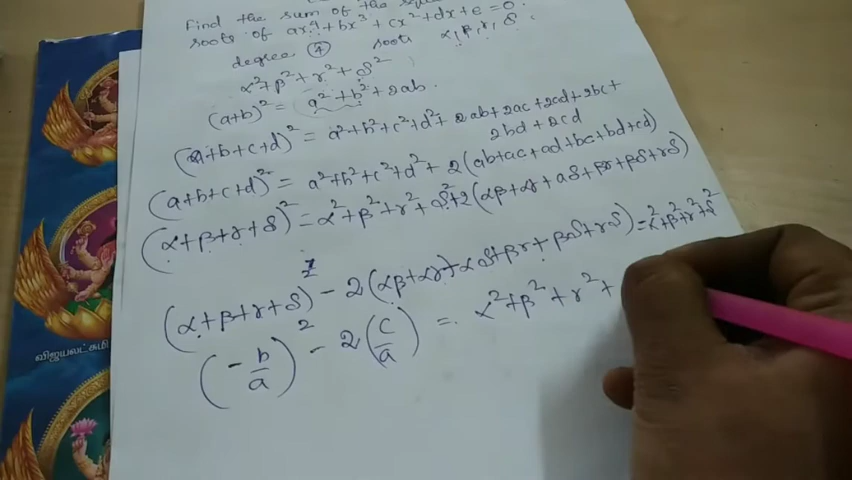 Find the sum of the
roots of ax⁴+bx³+cx²+dx+e=0.
degree ④ roots α,β,γ,δ
α²+β²+γ²+δ²
(a+b)² = a²+b²+2ab.
(a+b+c+d)² = a²+b²+c²+d²+2ab+2ac+2cd+2bc+
2bd+2cd
(a+b+c+d)² = a²+b²+c²+d²+2(ab+ac+ad+bc+bd+cd)
(α+β+γ+δ)² = α²+β²+γ²+δ²+2(αβ+αγ+αδ+βγ+βδ+γδ)
(α+β+γ+δ)² - 2(αβ+αγ+αδ+βγ+βδ+γδ) = α²+β²+γ²+δ²
(-b/a)² - 2(c/a) = α²+β²+γ²+
விஜயலட்சுமி